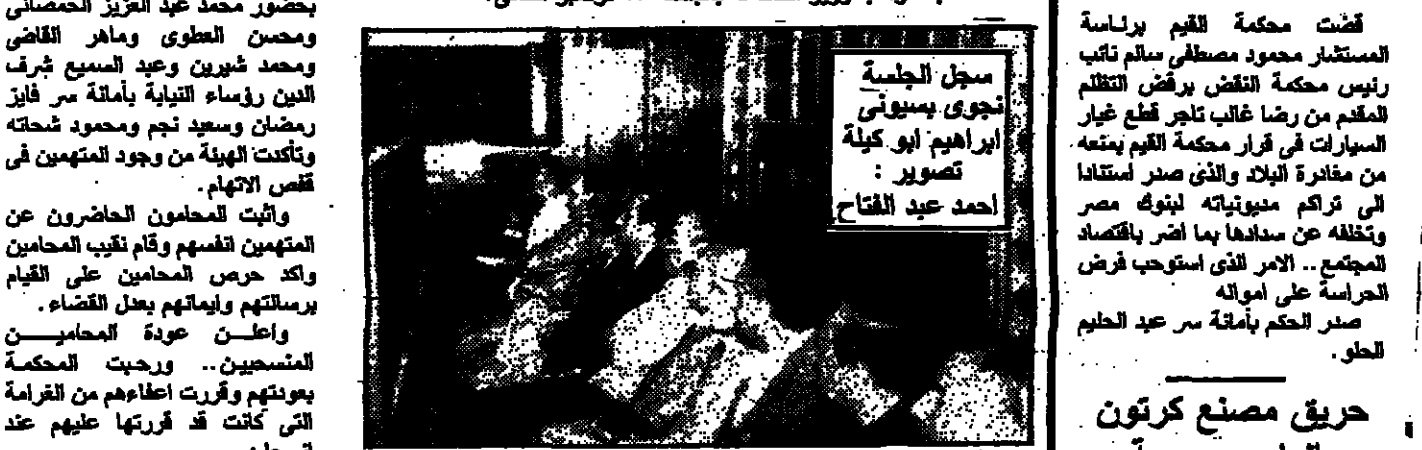 قضت محكمة القيم برئاسة
المستشار محمود مصطفى سالم نائب
رئيس محكمة النقض برفض التظلم
المقدم من رضا غالب تاجر قطع غيار
السيارات فى قرار محكمة القيم بمنعه
من مغادرة البلاد والذى صدر استنادا
الى تراكم مديونياته لبنوك مصر
وتخلفه عن سدادها بما اضر باقتصاد
المجتمع .. الامر الذى استوجب فرض
الحراسة على امواله
صدر الحكم بأمانة سر عبد الحليم
الحلو .
حريق مصنع كرتون
سجل الجلسة
نجوى بسيونى
ابراهيم ابو كيلة
تصوير :
احمد عبد الفتاح
بحضور محمد عبد العزيز الحمصانى
ومحسن العطوى وماهر القاضى
ومحمد شيرين وعبد السميع شرف
الدين رؤساء النيابة بأمانة سر فايز
رمضان وسعيد نجم ومحمود شحاته
وتأكدت الهيئة من وجود المتهمين فى
قفص الاتهام .
واثبت المحامون الحاضرون عن
المتهمين انفسهم وقام نقيب المحامين
واكد حرص المحامين على القيام
برسالتهم وايمانهم بعدل القضاء .
واعلن عودة المحامين
المنسحبين .. ورحبت المحكمة
بعودتهم وقررت اعفاءهم من الغرامة
التى كانت قد قررتها عليهم عند